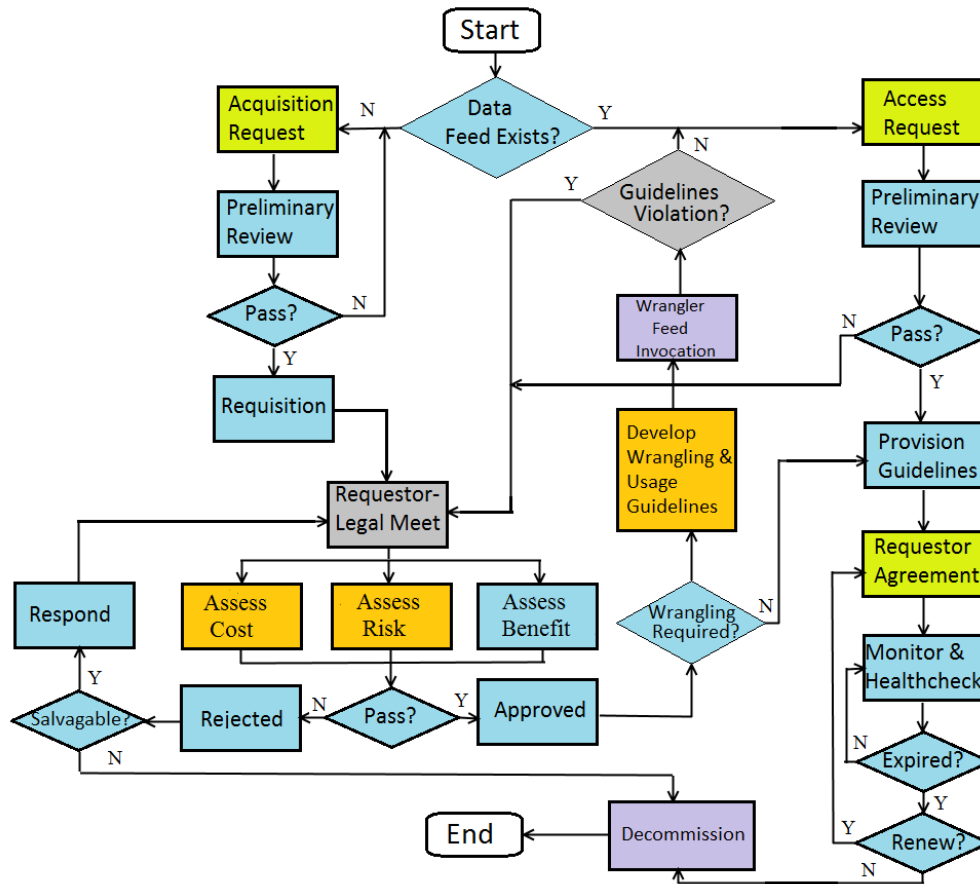 Start
Acquisition
Request
N
Data
Feed Exists?
Y
Access
Request
N
Y
Guidelines
Violation?
Preliminary
Review
Preliminary
Review
Pass?
N
Wrangler
Feed
Invocation
N
Pass?
Y
Y
Requisition
Develop
Wrangling &
Usage
Guidelines
Provision
Guidelines
Requestor-
Legal Meet
Requestor
Agreement
Respond
Assess
Cost
Assess
Risk
Assess
Benefit
Wrangling
Required?
N
Monitor &
Healthcheck
Y
Salvagable?
Rejected
N
Pass?
Y
Approved
N
N
Expired?
Y
End
Decommission
Y
Renew?
N